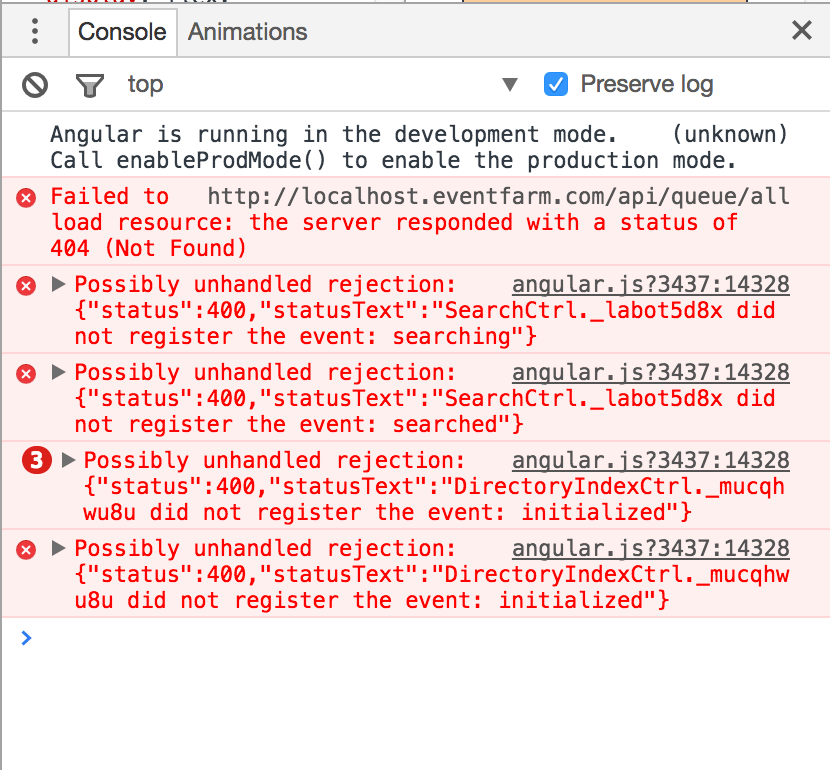 Console Animations
top Preserve log
Angular is running in the development mode. (unknown)
Call enableProdMode() to enable the production mode.
Failed to http://localhost.eventfarm.com/api/queue/all
load resource: the server responded with a status of
404 (Not Found)
Possibly unhandled rejection: angular.js?3437:14328
{"status":400,"statusText":"SearchCtrl._labot5d8x did
not register the event: searching"}
Possibly unhandled rejection: angular.js?3437:14328
{"status":400,"statusText":"SearchCtrl._labot5d8x did
not register the event: searched"}
3 Possibly unhandled rejection: angular.js?3437:14328
{"status":400,"statusText":"DirectoryIndexCtrl._mucqh
wu8u did not register the event: initialized"}
Possibly unhandled rejection: angular.js?3437:14328
{"status":400,"statusText":"DirectoryIndexCtrl._mucqhw
u8u did not register the event: initialized"}